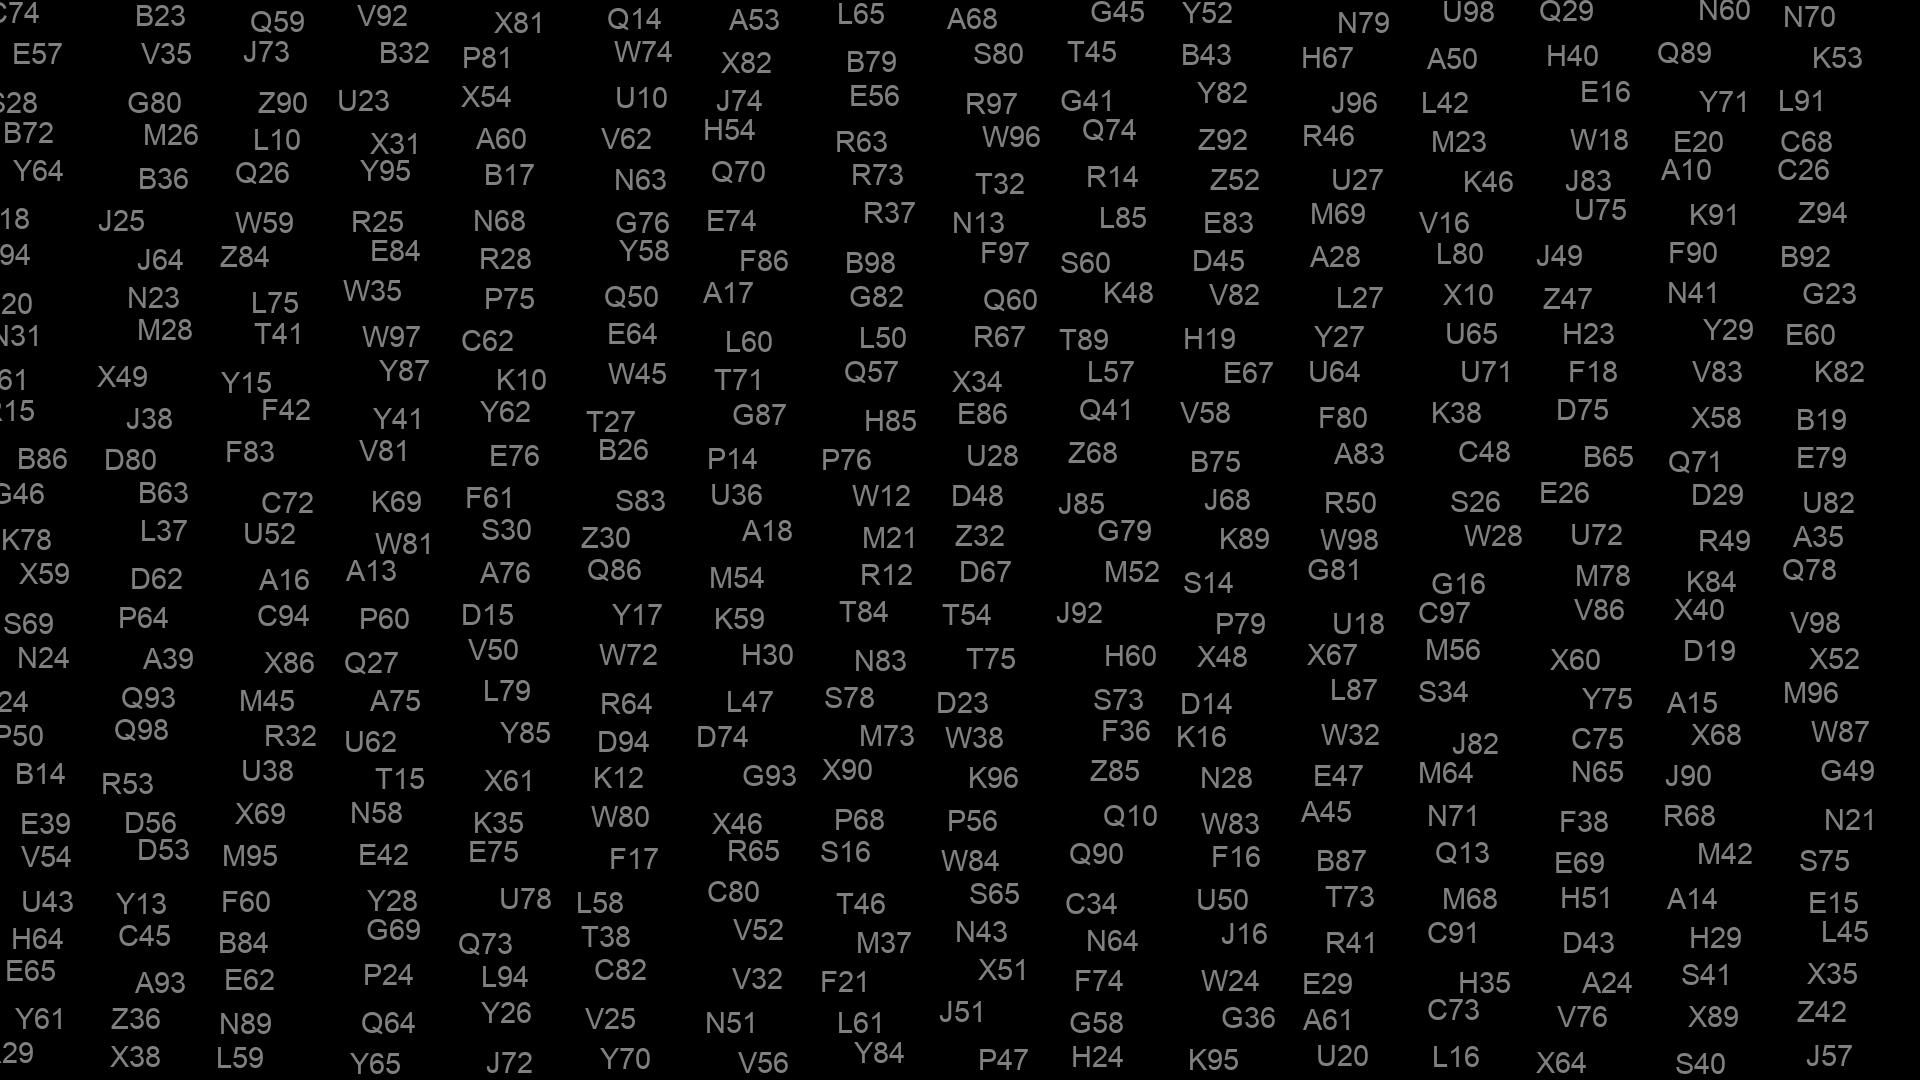 C74 B23 Q59 V92 X81 Q14 A53 L65 A68 G45 Y52 N79 U98 Q29 N60 N70
E57 V35 J73 B32 P81 W74 X82 B79 S80 T45 B43 H67 A50 H40 Q89 K53
S28 G80 Z90 U23 X54 U10 J74 E56 R97 G41 Y82 J96 L42 E16 Y71 L91
B72 M26 L10 X31 A60 V62 H54 R63 W96 Q74 Z92 R46 M23 W18 E20 C68
Y64 B36 Q26 Y95 B17 N63 Q70 R73 T32 R14 Z52 U27 K46 J83 A10 C26
18 J25 W59 R25 N68 G76 E74 R37 N13 L85 E83 M69 V16 U75 K91 Z94
94 J64 Z84 E84 R28 Y58 F86 B98 F97 S60 D45 A28 L80 J49 F90 B92
20 N23 L75 W35 P75 Q50 A17 G82 Q60 K48 V82 L27 X10 Z47 N41 G23
N31 M28 T41 W97 C62 E64 L60 L50 R67 T89 H19 Y27 U65 H23 Y29 E60
61 X49 Y15 Y87 K10 W45 T71 Q57 X34 L57 E67 U64 U71 F18 V83 K82
15 J38 F42 Y41 Y62 T27 G87 H85 E86 Q41 V58 F80 K38 D75 X58 B19
B86 D80 F83 V81 E76 B26 P14 P76 U28 Z68 B75 A83 C48 B65 Q71 E79
G46 B63 C72 K69 F61 S83 U36 W12 D48 J85 J68 R50 S26 E26 D29 U82
K78 L37 U52 W81 S30 Z30 A18 M21 Z32 G79 K89 W98 W28 U72 R49 A35
X59 D62 A16 A13 A76 Q86 M54 R12 D67 M52 S14 G81 G16 M78 K84 Q78
S69 P64 C94 P60 D15 Y17 K59 T84 T54 J92 P79 U18 C97 V86 X40 V98
N24 A39 X86 Q27 V50 W72 H30 N83 T75 H60 X48 X67 M56 X60 D19 X52
24 Q93 M45 A75 L79 R64 L47 S78 D23 S73 D14 L87 S34 Y75 A15 M96
P50 Q98 R32 U62 Y85 D94 D74 M73 W38 F36 K16 W32 J82 C75 X68 W87
B14 R53 U38 T15 X61 K12 G93 X90 K96 Z85 N28 E47 M64 N65 J90 G49
E39 D56 X69 N58 K35 W80 X46 P68 P56 Q10 W83 A45 N71 F38 R68 N21
V54 D53 M95 E42 E75 F17 R65 S16 W84 Q90 F16 B87 Q13 E69 M42 S75
U43 Y13 F60 Y28 U78 L58 C80 T46 S65 C34 U50 T73 M68 H51 A14 E15
H64 C45 B84 G69 Q73 T38 V52 M37 N43 N64 J16 R41 C91 D43 H29 L45
E65 A93 E62 P24 L94 C82 V32 F21 X51 F74 W24 E29 H35 A24 S41 X35
Y61 Z36 N89 Q64 Y26 V25 N51 L61 J51 G58 G36 A61 C73 V76 X89 Z42
29 X38 L59 Y65 J72 Y70 V56 Y84 P47 H24 K95 U20 L16 X64 S40 J57